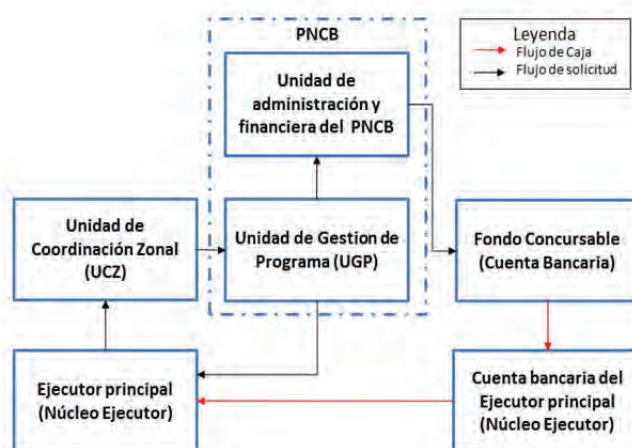 PNCB
Leyenda
Flujo de Caja
Flujo de solicitud
Unidad de
administración y
financiera del PNCB
Unidad de
Coordinación Zonal
(UCZ)
Unidad de Gestion de
Programa (UGP)
Fondo Concursable
(Cuenta Bancaria)
Ejecutor principal
(Núcleo Ejecutor)
Cuenta bancaria del
Ejecutor principal
(Núcleo Ejecutor)